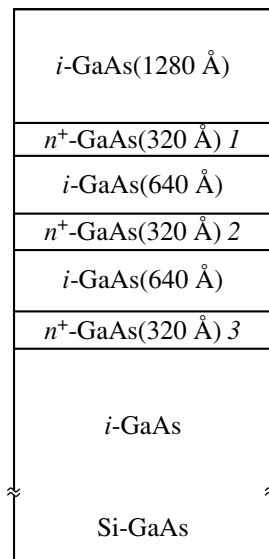 i-GaAs(1280 Å)
n⁺-GaAs(320 Å) 1
i-GaAs(640 Å)
n⁺-GaAs(320 Å) 2
i-GaAs(640 Å)
n⁺-GaAs(320 Å) 3
i-GaAs
Si-GaAs